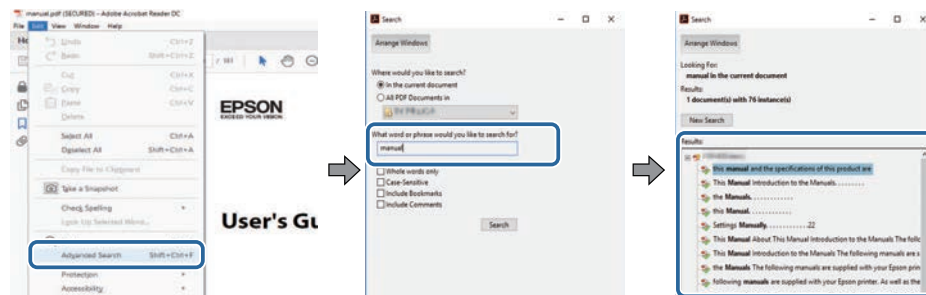 manual.pdf (SECURED) - Adobe Acrobat Reader DC
File Edit View Window Help
Undo Ctrl+Z
Redo Shift+Ctrl+Z
Cut Ctrl+X
Copy Ctrl+C
Paste Ctrl+V
Delete
Select All Ctrl+A
Deselect All Shift+Ctrl+A
Copy File to Clipboard
Take a Snapshot
Check Spelling
Look Up Selected Word...
Advanced Search Shift+Ctrl+F
Protection
Accessibility
/ 161
EPSON
EXCEED YOUR VISION
User's Gu
Search
Arrange Windows
Where would you like to search?
In the current document
All PDF Documents in
What word or phrase would you like to search for?
manual
Whole words only
Case-Sensitive
Include Bookmarks
Include Comments
Search
Search
Arrange Windows
Looking For:
manual in the current document
Results:
1 document(s) with 76 instance(s)
New Search
Results:
this manual and the specifications of this product are
This Manual Introduction to the Manuals. . . . . . . . .
the Manuals. . . . . . . . . . . . .
this Manual. . . . . . . . . . . . .
Settings Manually. . . . . . . . . . . . .22
This Manual About This Manual Introduction to the Manuals The follo
This Manual Introduction to the Manuals The following manuals are s
the Manuals The following manuals are supplied with your Epson prin
following manuals are supplied with your Epson printer. As well as the